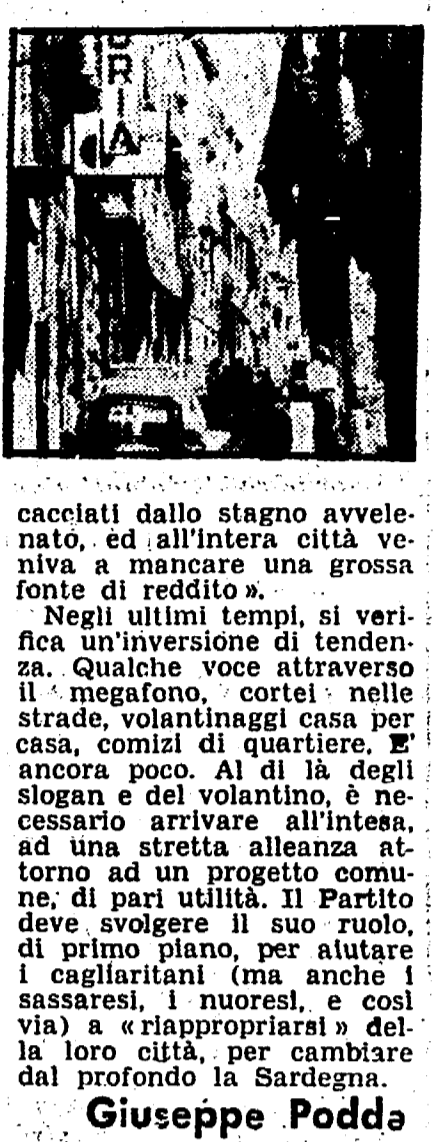 BRIA
cacciati dallo stagno avvele-
nato, ed all'intera città ve-
niva a mancare una grossa
fonte di reddito».
Negli ultimi tempi, si veri-
fica un'inversione di tenden-
za. Qualche voce attraverso
il megafono, cortei nelle
strade, volantinaggi casa per
casa, comizi di quartiere. E'
ancora poco. Al di là degli
slogan e del volantino, è ne-
cessario arrivare all'intesa,
ad una stretta alleanza at-
torno ad un progetto comu-
ne, di pari utilità. Il Partito
deve svolgere il suo ruolo,
di primo piano, per aiutare
i cagliaritani (ma anche i
sassaresi, i nuoresi, e così
via) a «riappropriarsi» del-
la loro città, per cambiare
dal profondo la Sardegna.
Giuseppe Podda